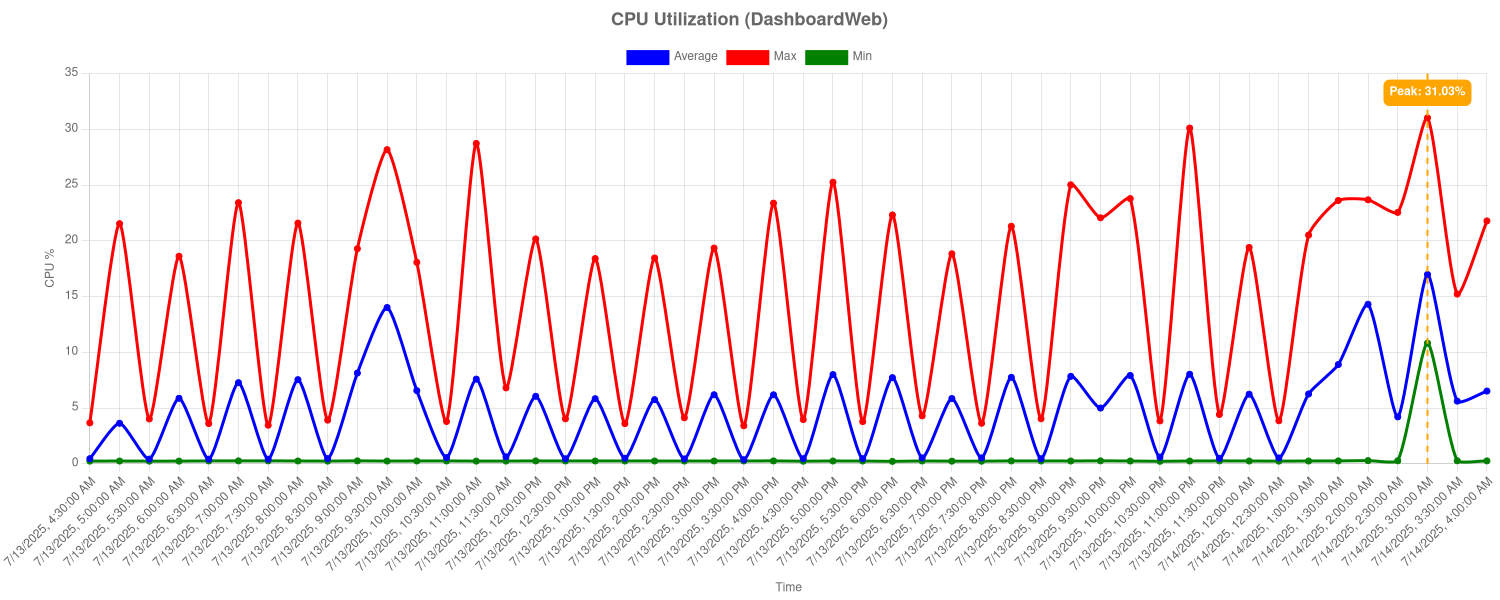 CPU Utilization (DashboardWeb)
Average Max Min
Peak: 31.03%
35
30
25
20
15
10
5
0
CPU %
7/13/2025, 4:30:00 AM
7/13/2025, 5:00:00 AM
7/13/2025, 5:30:00 AM
7/13/2025, 6:00:00 AM
7/13/2025, 6:30:00 AM
7/13/2025, 7:00:00 AM
7/13/2025, 7:30:00 AM
7/13/2025, 8:00:00 AM
7/13/2025, 8:30:00 AM
7/13/2025, 9:00:00 AM
7/13/2025, 9:30:00 AM
7/13/2025, 10:00:00 AM
7/13/2025, 10:30:00 AM
7/13/2025, 11:00:00 AM
7/13/2025, 11:30:00 AM
7/13/2025, 12:00:00 PM
7/13/2025, 12:30:00 PM
7/13/2025, 1:00:00 PM
7/13/2025, 1:30:00 PM
7/13/2025, 2:00:00 PM
7/13/2025, 2:30:00 PM
7/13/2025, 3:00:00 PM
7/13/2025, 3:30:00 PM
7/13/2025, 4:00:00 PM
7/13/2025, 4:30:00 PM
7/13/2025, 5:00:00 PM
7/13/2025, 5:30:00 PM
7/13/2025, 6:00:00 PM
7/13/2025, 6:30:00 PM
7/13/2025, 7:00:00 PM
7/13/2025, 7:30:00 PM
7/13/2025, 8:00:00 PM
7/13/2025, 8:30:00 PM
7/13/2025, 9:00:00 PM
7/13/2025, 9:30:00 PM
7/13/2025, 10:00:00 PM
7/13/2025, 10:30:00 PM
7/13/2025, 11:00:00 PM
7/13/2025, 11:30:00 PM
7/14/2025, 12:00:00 AM
7/14/2025, 12:30:00 AM
7/14/2025, 1:00:00 AM
7/14/2025, 1:30:00 AM
7/14/2025, 2:00:00 AM
7/14/2025, 2:30:00 AM
7/14/2025, 3:00:00 AM
7/14/2025, 3:30:00 AM
7/14/2025, 4:00:00 AM
Time